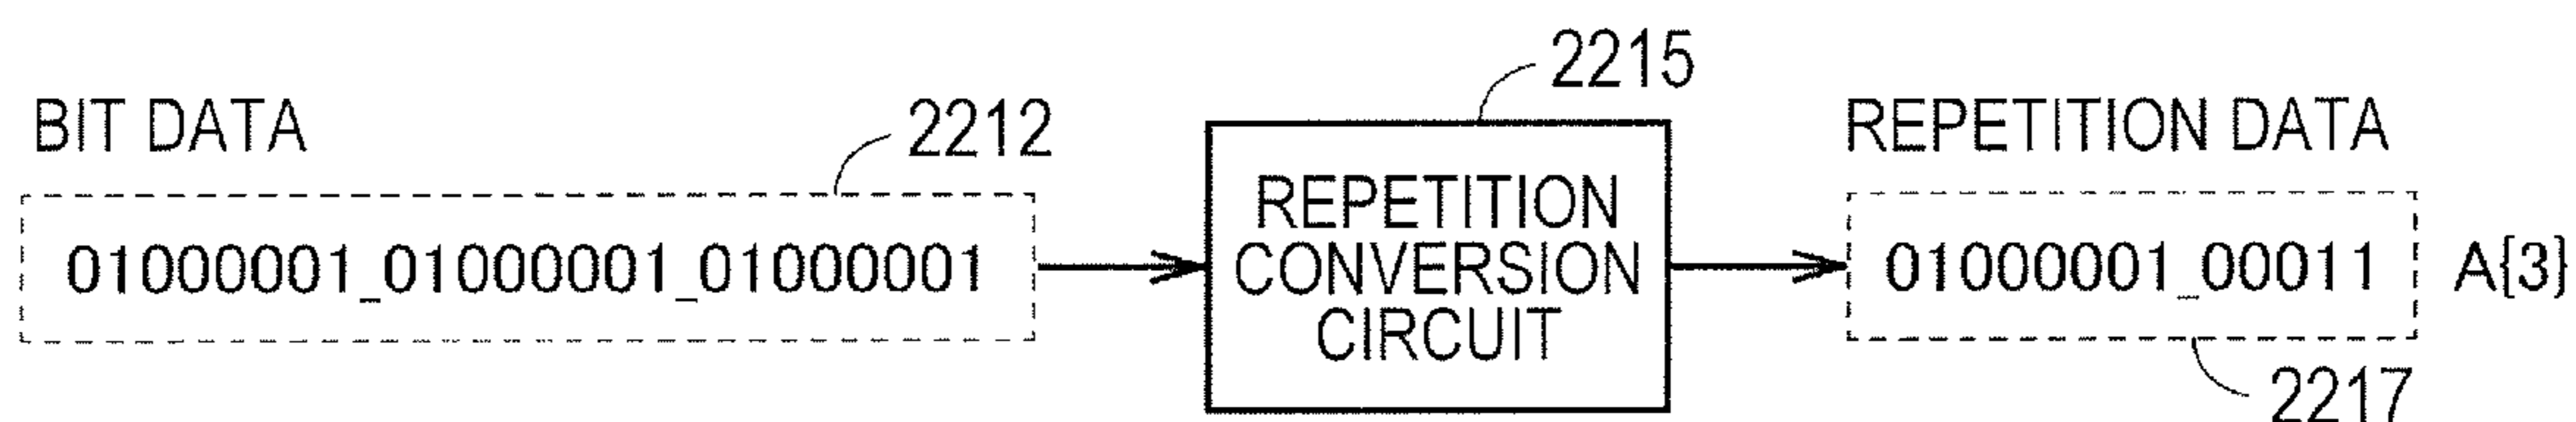 2215
BIT DATA
2212
REPETITION DATA
01000001_01000001_01000001
REPETITION
CONVERSION
CIRCUIT
01000001_00011
A{3}
2217